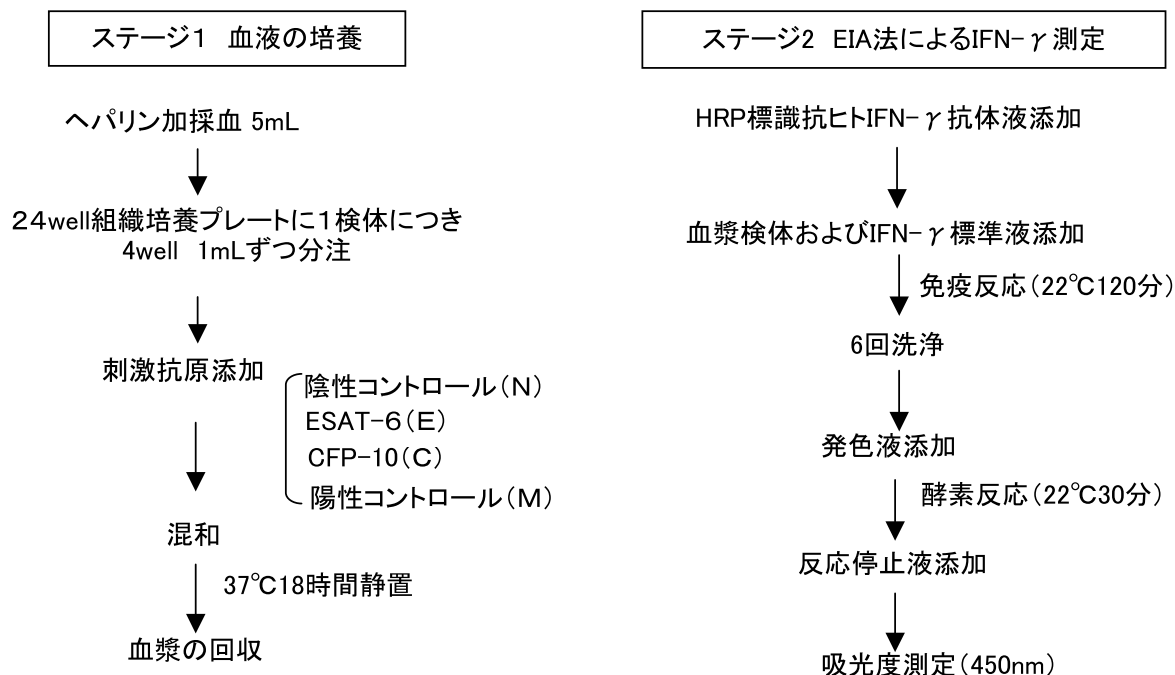 ステージ1 血液の培養
ヘパリン加採血 5mL
24well組織培養プレートに1検体につき
4well 1mLずつ分注
刺激抗原添加
陰性コントロール(N)
ESAT-6(E)
CFP-10(C)
陽性コントロール(M)
混和
37℃18時間静置
血漿の回収
ステージ2 EIA法によるIFN-γ測定
HRP標識抗ヒトIFN-γ抗体液添加
血漿検体およびIFN-γ標準液添加
免疫反応(22℃120分)
6回洗浄
発色液添加
酵素反応(22℃30分)
反応停止液添加
吸光度測定(450nm)